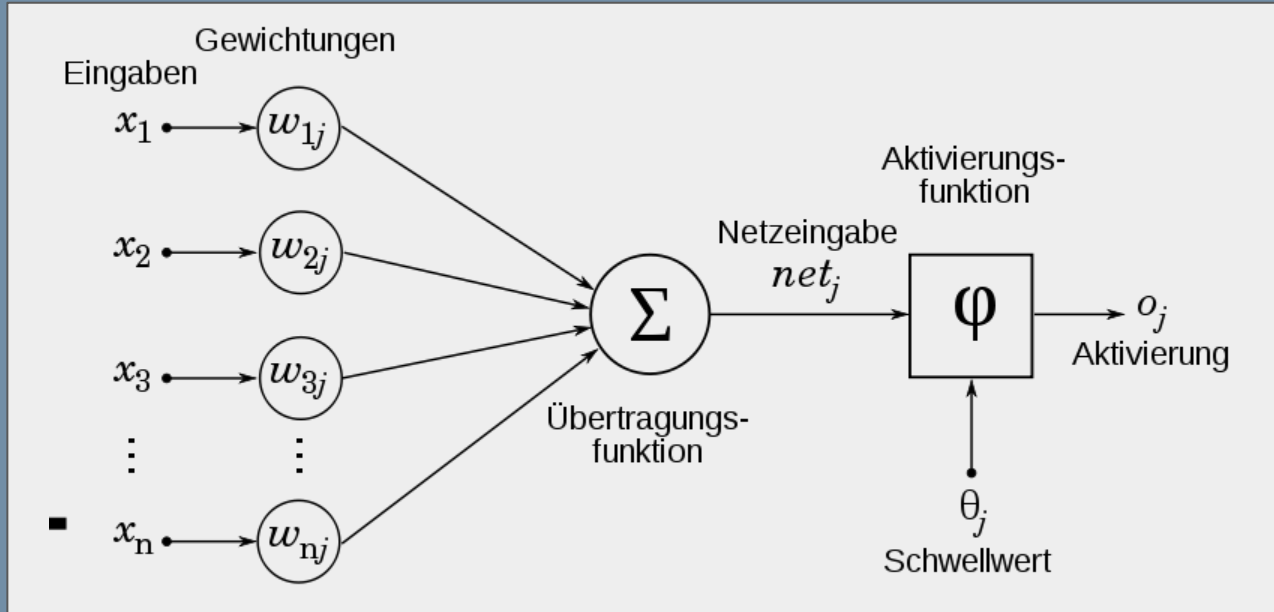 Gewichtungen
Eingaben
x1
w1j
x2
w2j
x3
w3j
⋮ ⋮
xn
wnj
Σ
Übertragungs-
funktion
Netzeingabe
netj
Aktivierungs-
funktion
φ
oj
Aktivierung
θj
Schwellwert